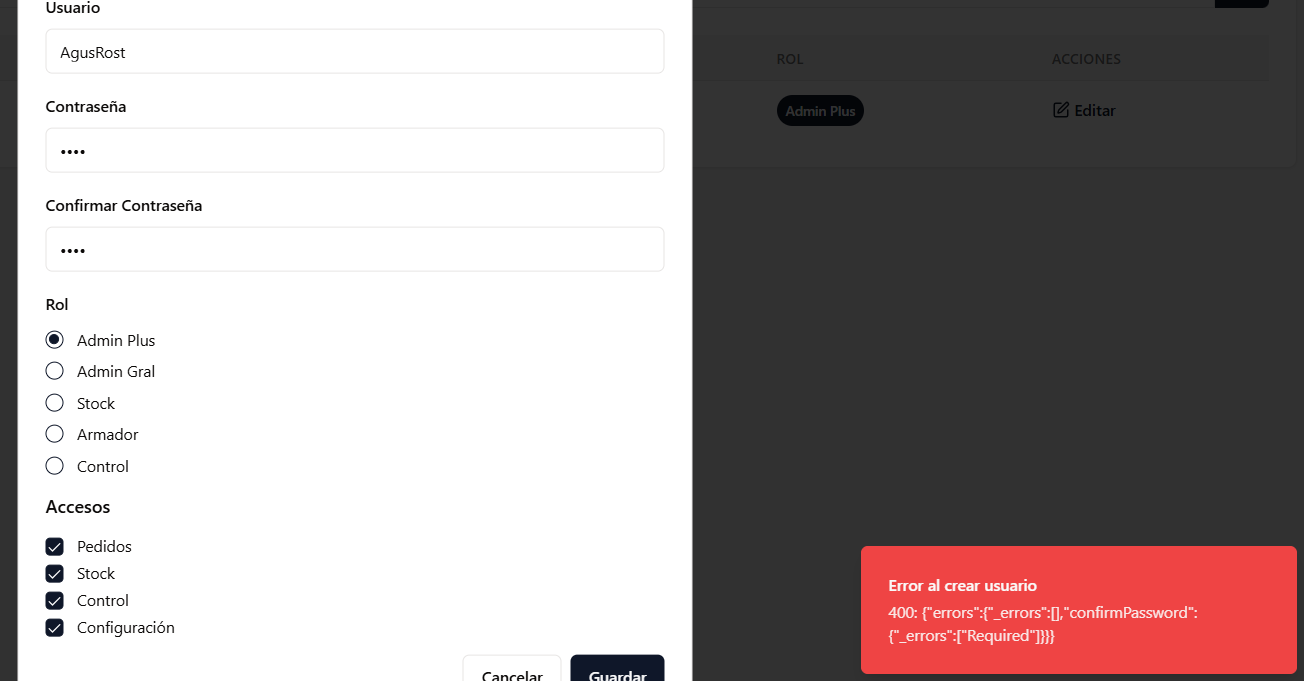 Usuario
AgusRost
Contraseña
••••
Confirmar Contraseña
••••
Rol
Admin Plus
Admin Gral
Stock
Armador
Control
Accesos
Pedidos
Stock
Control
Configuración
Cancelar
Guardar
ROL
ACCIONES
Admin Plus
Editar
Error al crear usuario
400: {"errors":{"_errors":[],"confirmPassword":
{"_errors":["Required"]}}}